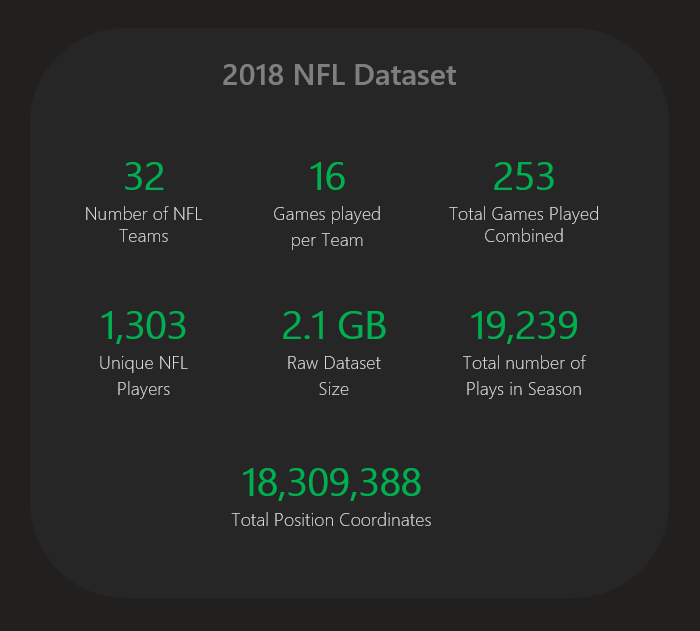 2018 NFL Dataset
32
Number of NFL
Teams
16
Games played
per Team
253
Total Games Played
Combined
1,303
Unique NFL
Players
2.1 GB
Raw Dataset
Size
19,239
Total number of
Plays in Season
18,309,388
Total Position Coordinates